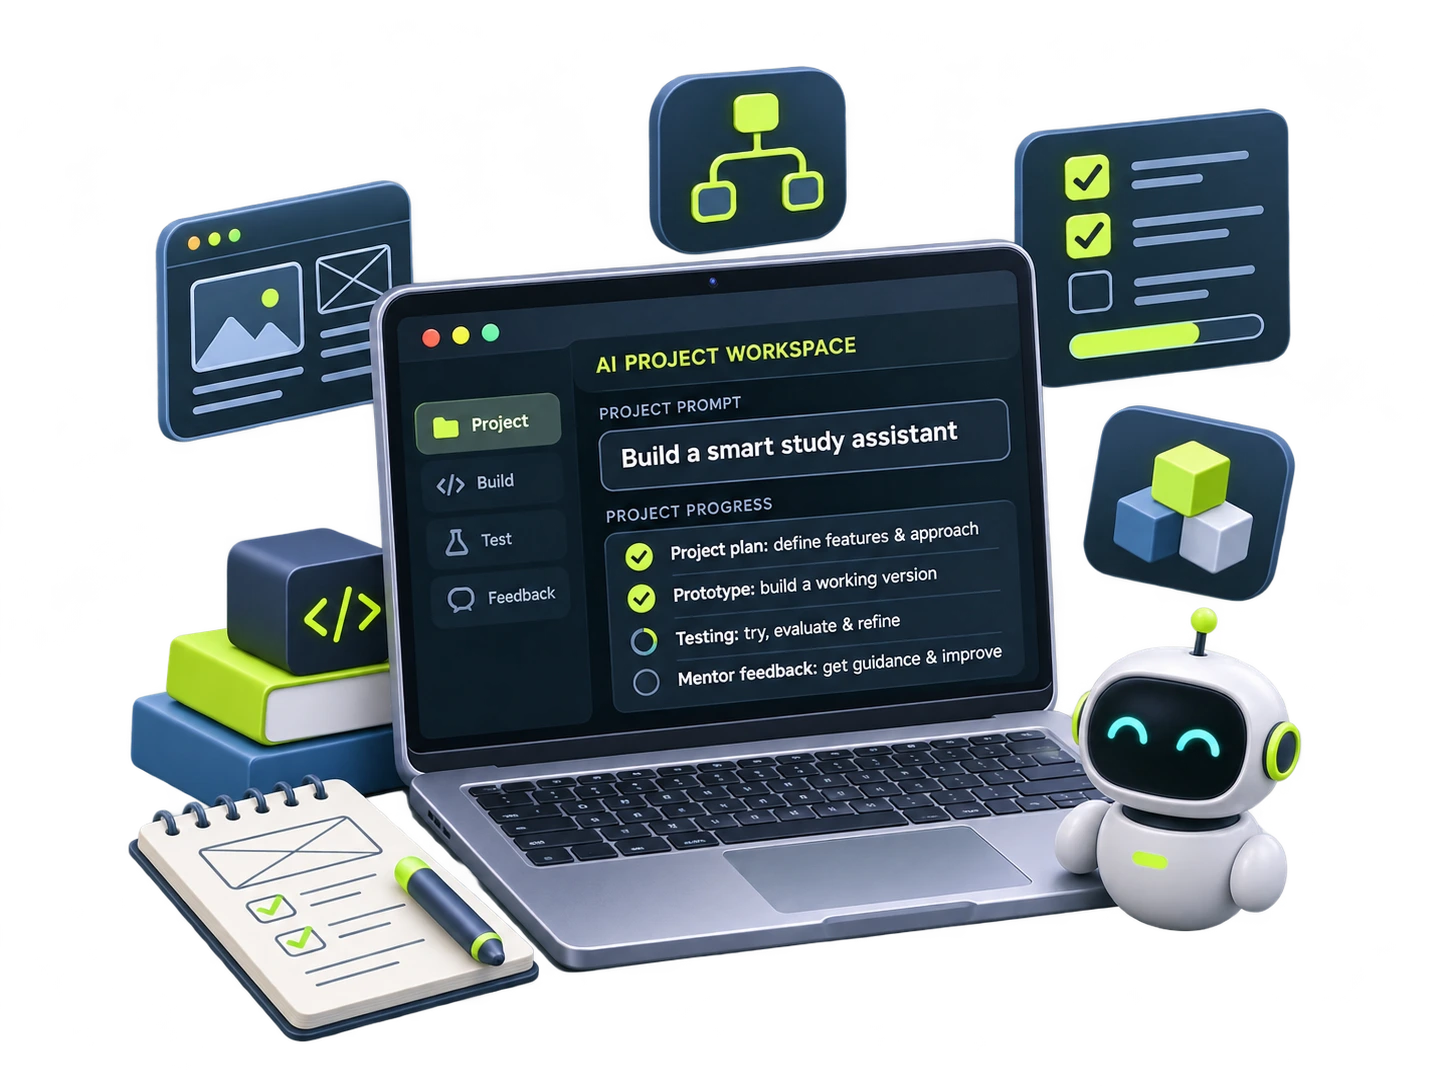 AI PROJECT WORKSPACE
Project
Build
Test
Feedback
PROJECT PROMPT
Build a smart study assistant
PROJECT PROGRESS
Project plan: define features & approach
Prototype: build a working version
Testing: try, evaluate & refine
Mentor feedback: get guidance & improve